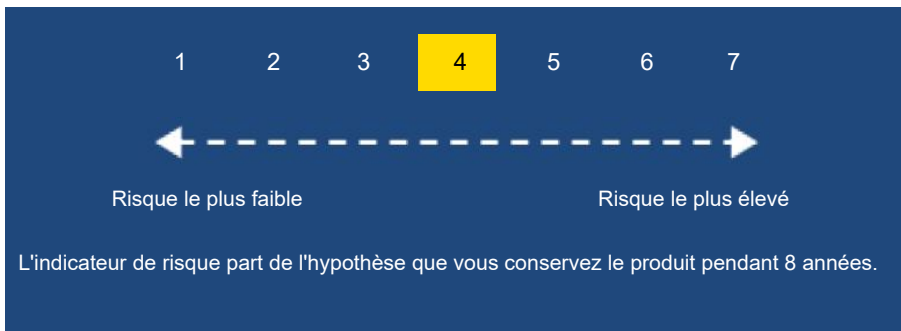 1 2 3 4 5 6 7
Risque le plus faible Risque le plus élevé
L'indicateur de risque part de l'hypothèse que vous conservez le produit pendant 8 années.